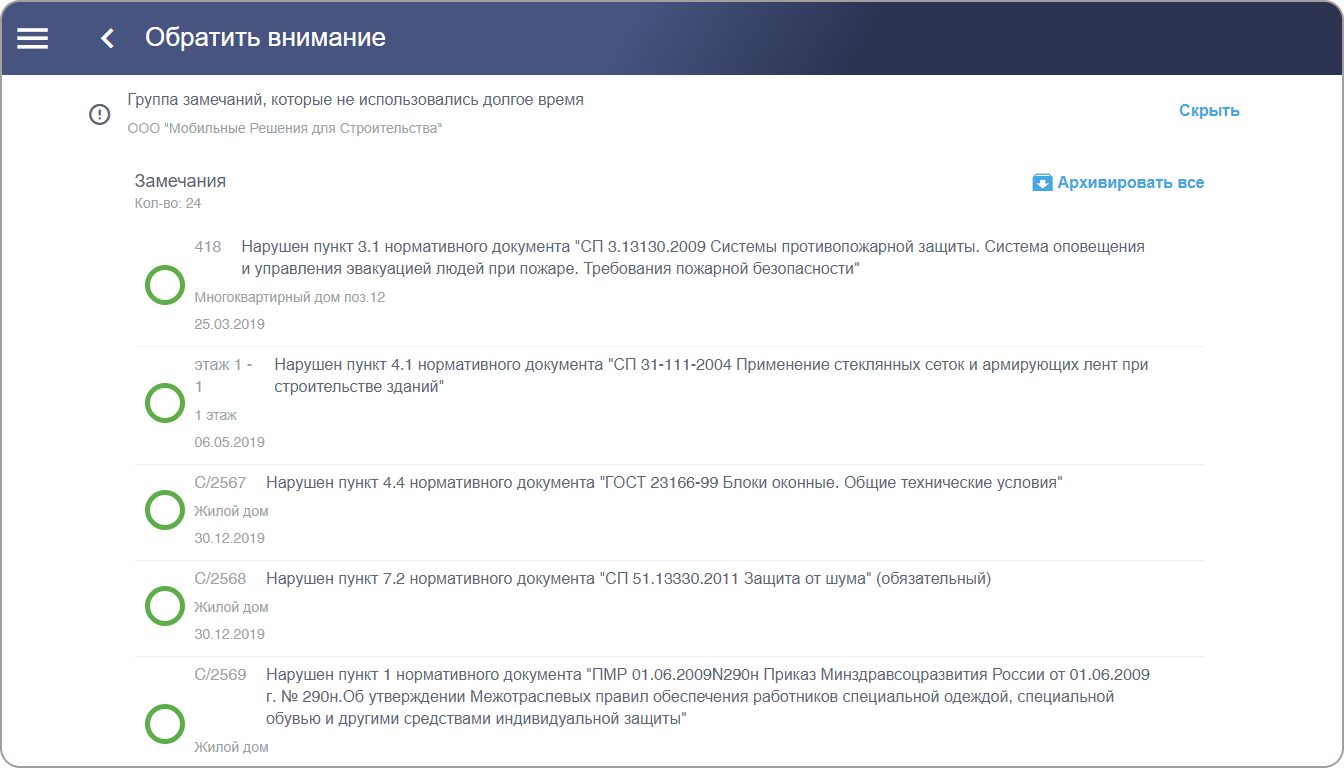 Обратить внимание
Группа замечаний, которые не использовались долгое время
ООО "Мобильные Решения для Строительства"
Скрыть
Замечания
Кол-во: 24
Архивировать все
418 Нарушен пункт 3.1 нормативного документа "СП 3.13130.2009 Системы противопожарной защиты. Система оповещения
и управления эвакуацией людей при пожаре. Требования пожарной безопасности"
Многоквартирный дом поз.12
25.03.2019
этаж 1 - Нарушен пункт 4.1 нормативного документа "СП 31-111-2004 Применение стеклянных сеток и армирующих лент при
1 строительстве зданий"
1 этаж
06.05.2019
С/2567 Нарушен пункт 4.4 нормативного документа "ГОСТ 23166-99 Блоки оконные. Общие технические условия"
Жилой дом
30.12.2019
С/2568 Нарушен пункт 7.2 нормативного документа "СП 51.13330.2011 Защита от шума" (обязательный)
Жилой дом
30.12.2019
С/2569 Нарушен пункт 1 нормативного документа "ПМР 01.06.2009N290н Приказ Минздравсоцразвития России от 01.06.2009
г. № 290н.Об утверждении Межотраслевых правил обеспечения работников специальной одеждой, специальной
обувью и другими средствами индивидуальной защиты"
Жилой дом